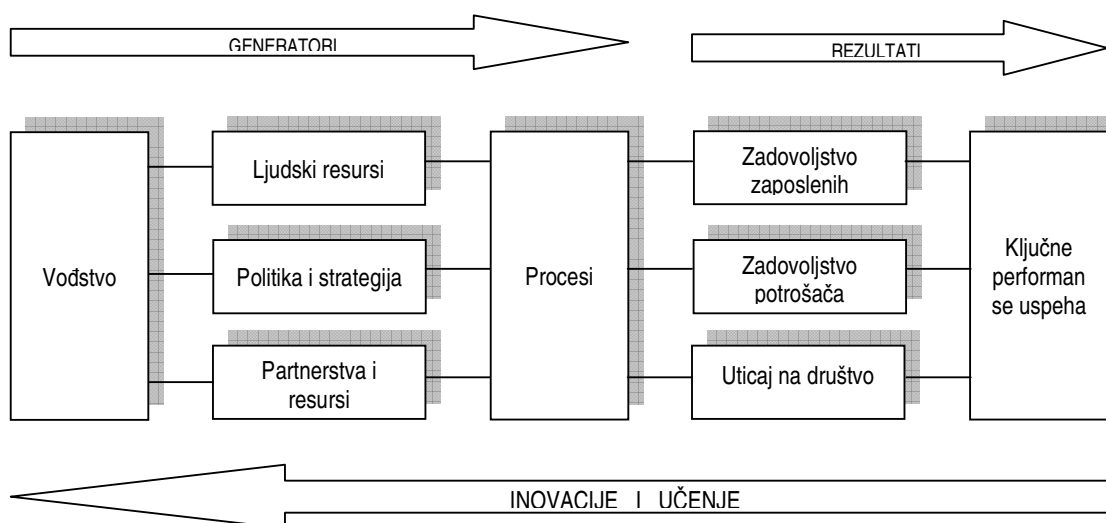 GENERATORI
REZULTATI
Vođstvo
Ljudski resursi
Politika i strategija
Partnerstva i
resursi
Procesi
Zadovoljstvo
zaposlenih
Zadovoljstvo
potrošača
Uticaj na društvo
Ključne
performan
se uspeha
INOVACIJE I UČENJE